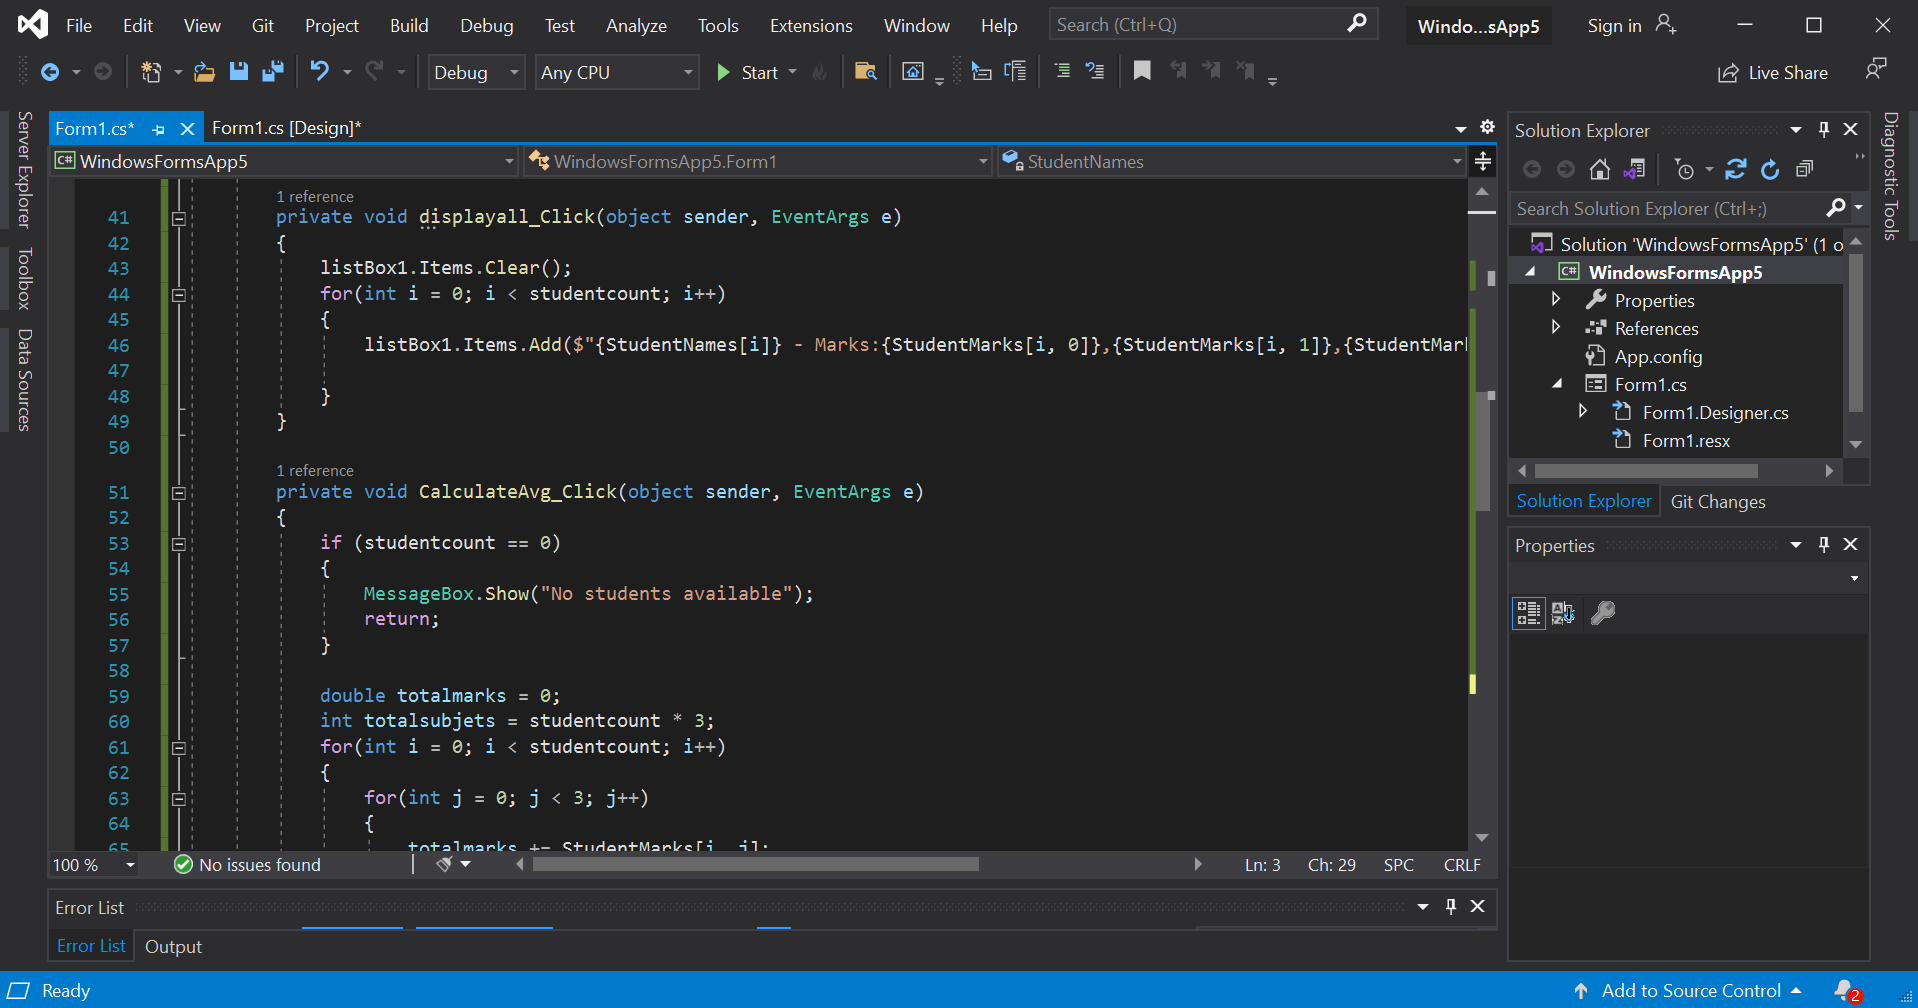 File Edit View Git Project Build Debug Test Analyze Tools Extensions Window Help Search (Ctrl+Q) Windo...sApp5 Sign in
Debug Any CPU Start Live Share
Server Explorer
Toolbox
Data Sources
Form1.cs* Form1.cs [Design]*
C# WindowsFormsApp5 WindowsFormsApp5.Form1 StudentNames
1 reference
41 private void displayall_Click(object sender, EventArgs e)
42 {
43 listBox1.Items.Clear();
44 for(int i = 0; i < studentcount; i++)
45 {
46 listBox1.Items.Add($"{StudentNames[i]} - Marks:{StudentMarks[i, 0]},{StudentMarks[i, 1]},{StudentMar
47
48 }
49 }
50
1 reference
51 private void CalculateAvg_Click(object sender, EventArgs e)
52 {
53 if (studentcount == 0)
54 {
55 MessageBox.Show("No students available");
56 return;
57 }
58
59 double totalmarks = 0;
60 int totalsubjets = studentcount * 3;
61 for(int i = 0; i < studentcount; i++)
62 {
63 for(int j = 0; j < 3; j++)
64 {
65 totalmarks += StudentMarks[i, j];
100 % No issues found Ln: 3 Ch: 29 SPC CRLF
Error List
Error List Output
Solution Explorer
Search Solution Explorer (Ctrl+;)
Solution 'WindowsFormsApp5' (1 o
C# WindowsFormsApp5
Properties
References
App.config
Form1.cs
Form1.Designer.cs
Form1.resx
Solution Explorer Git Changes
Properties
Diagnostic Tools
Ready Add to Source Control 2